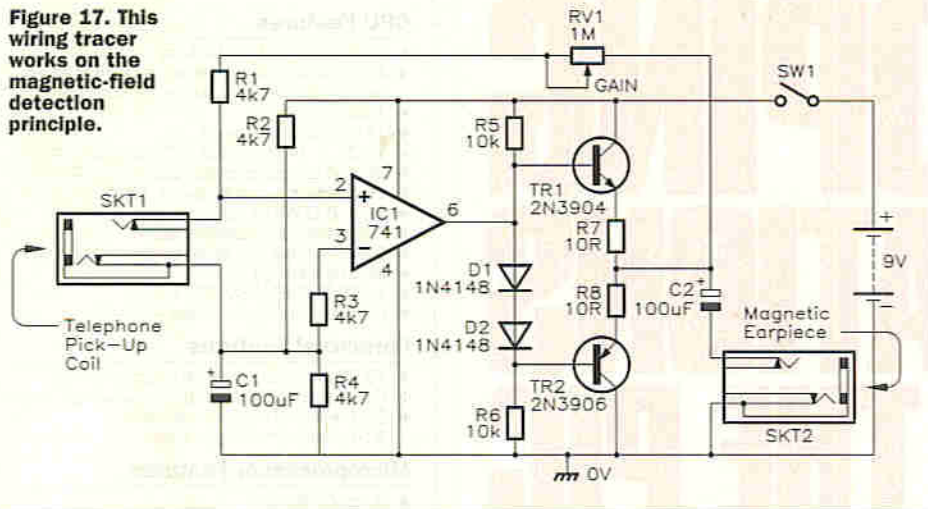 Figure 17. This
wiring tracer
works on the
magnetic-field
detection
principle.
RV1
1M
GAIN
SW1
R1
4k7
R2
4k7
R5
10k
TR1
2N3904
7
2
+
IC1
741
6
3
−
4
SKT1
R7
10R
D1
1N4148
R8
10R
C2
100uF
+
+
9V
−
Magnetic
Earpiece
R3
4k7
D2
1N4148
Telephone
Pick-Up
Coil
+
C1
100uF
R4
4k7
TR2
2N3906
R6
10k
SKT2
0V